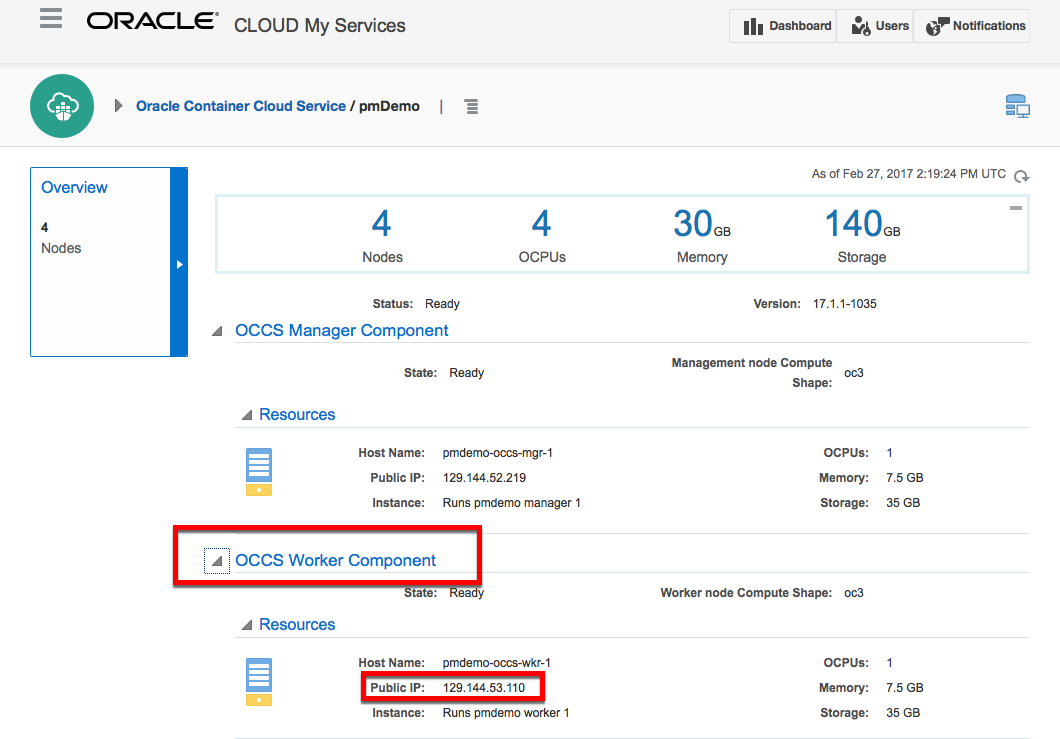 ORACLE® CLOUD My Services
Dashboard
Users
Notifications
Oracle Container Cloud Service / pmDemo |
As of Feb 27, 2017 2:19:24 PM UTC
Overview
4
Nodes
4 4 30GB 140GB
Nodes OCPUs Memory Storage
Status: Ready Version: 17.1.1-1035
OCCS Manager Component
State: Ready Management node Compute Shape: oc3
Resources
Host Name: pmdemo-occs-mgr-1 OCPUs: 1
Public IP: 129.144.52.219 Memory: 7.5 GB
Instance: Runs pmdemo manager 1 Storage: 35 GB
OCCS Worker Component
State: Ready Worker node Compute Shape: oc3
Resources
Host Name: pmdemo-occs-wkr-1 OCPUs: 1
Public IP: 129.144.53.110 Memory: 7.5 GB
Instance: Runs pmdemo worker 1 Storage: 35 GB